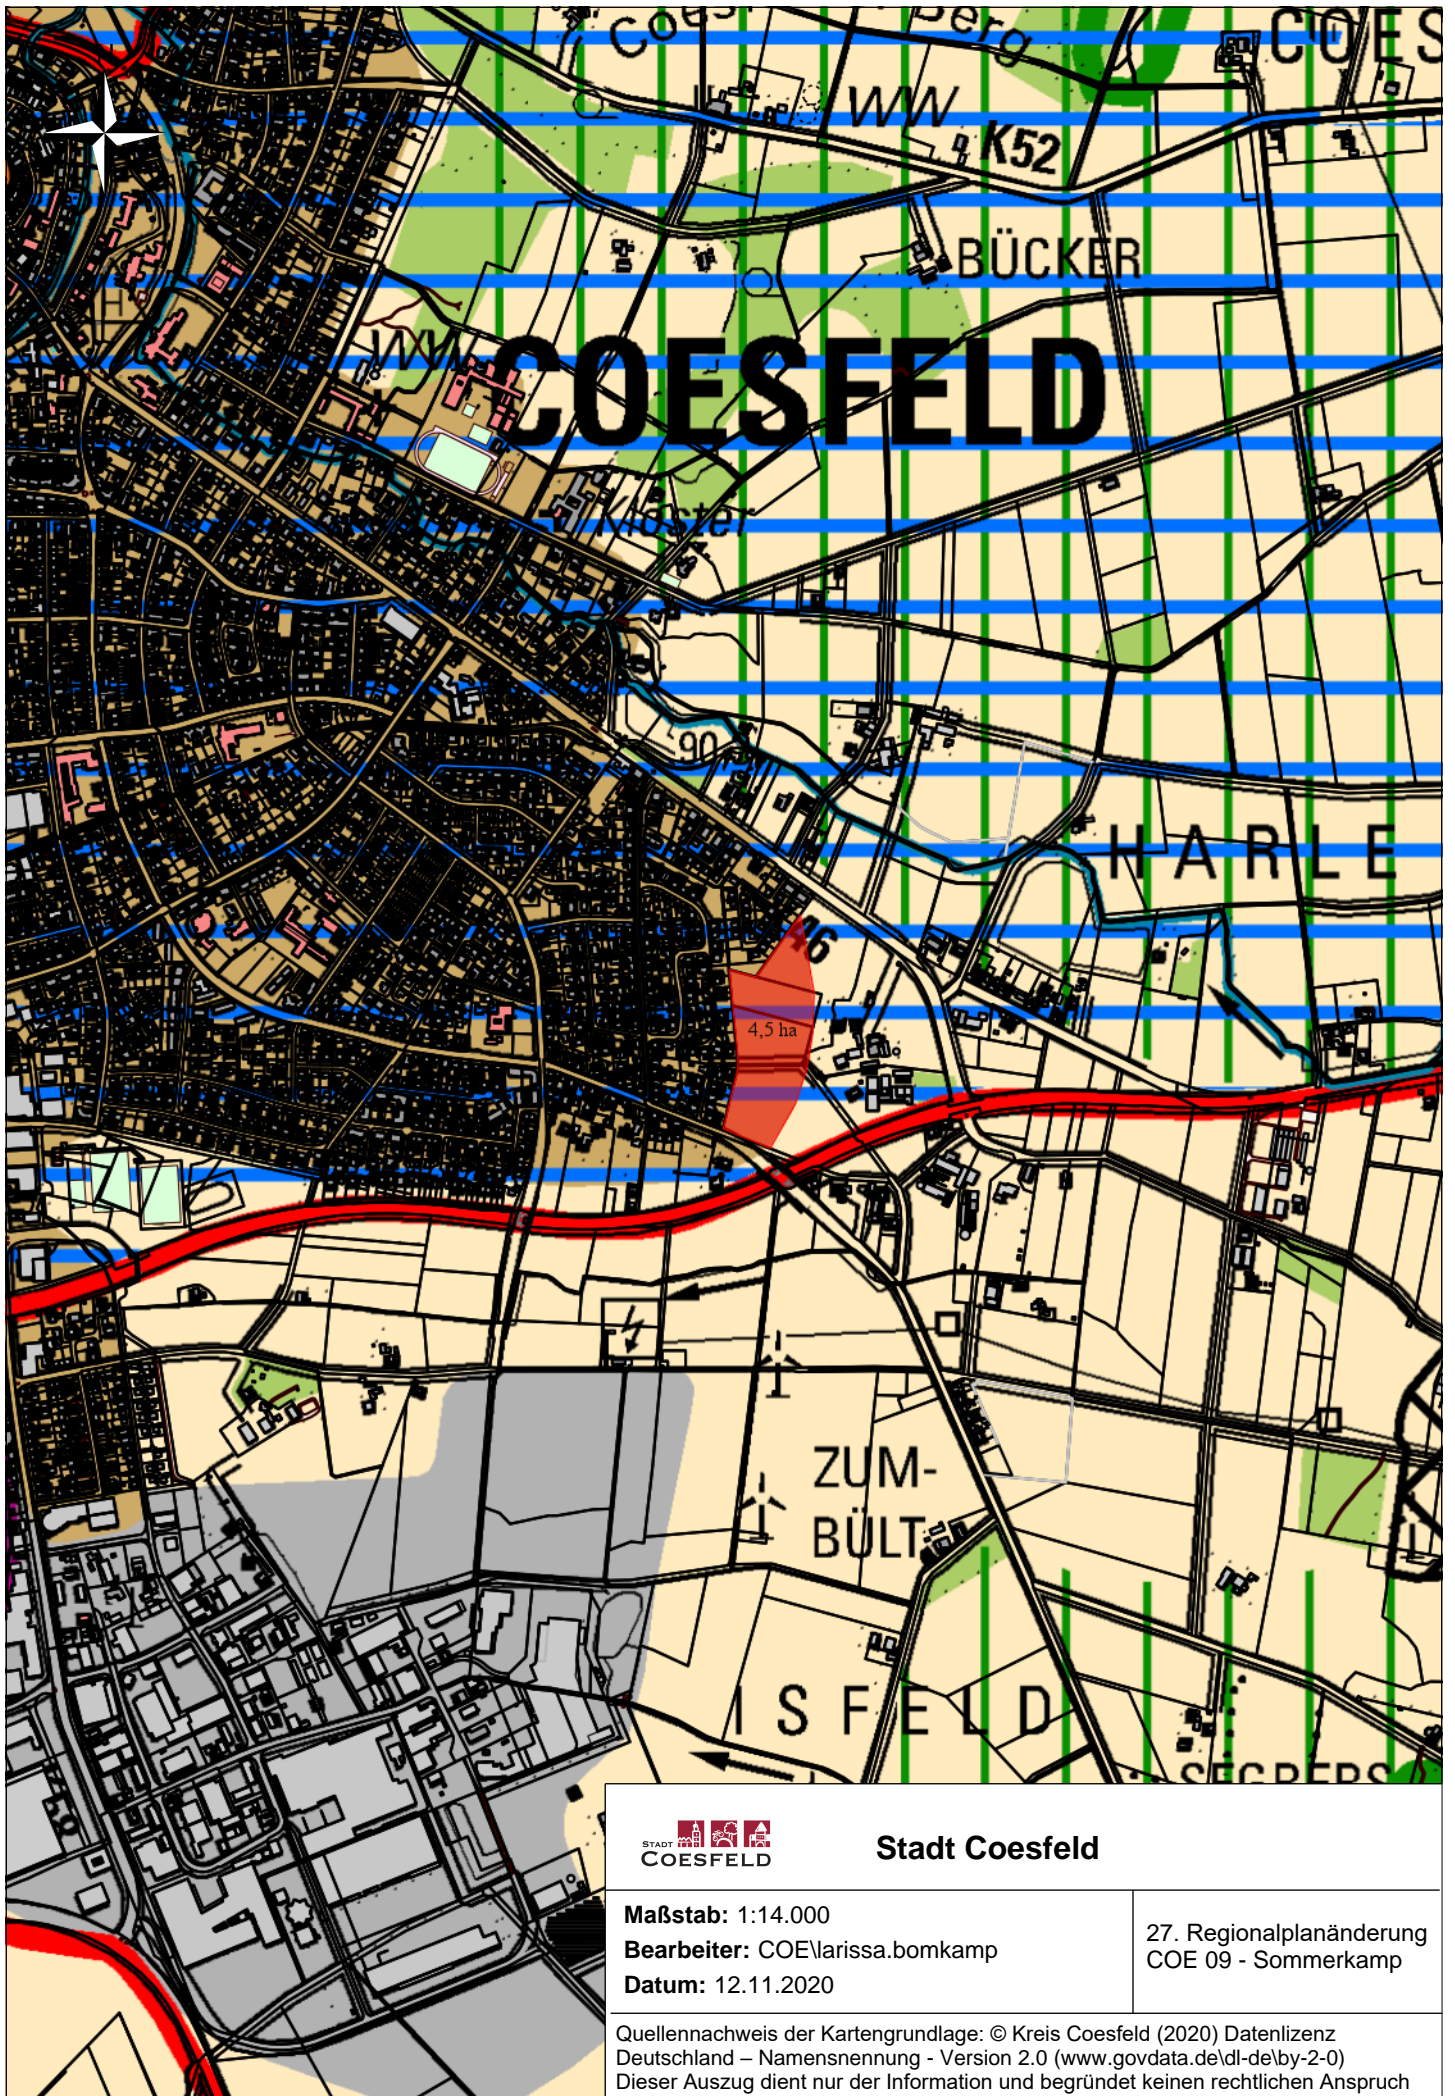 Coes
Berg
COES
WW
K52
BÜCKER
H
WW
COESFELD
Kloster
90
HARLE
46
4,5 ha
ZUM-
BÜLT
ISFELD
STADT
COESFELD
Stadt Coesfeld
Maßstab: 1:14.000
Bearbeiter: COE\larissa.bomkamp
Datum: 12.11.2020
27. Regionalplanänderung
COE 09 - Sommerkamp
Quellennachweis der Kartengrundlage: © Kreis Coesfeld (2020) Datenlizenz
Deutschland – Namensnennung - Version 2.0 (www.govdata.de\dl-de\by-2-0)
Dieser Auszug dient nur der Information und begründet keinen rechtlichen Anspruch